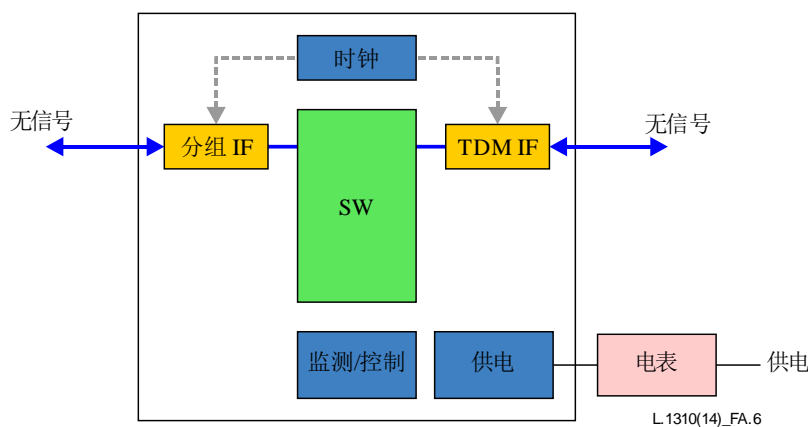 时钟
无信号
分组 IF
TDM IF
无信号
SW
监测/控制
供电
电表
供电
L.1310(14)_FA.6